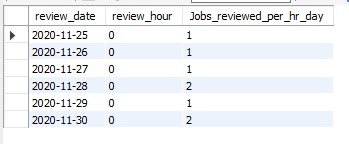 review_date review_hour Jobs_reviewed_per_hr_day
2020-11-25 0 1
2020-11-26 0 1
2020-11-27 0 1
2020-11-28 0 2
2020-11-29 0 1
2020-11-30 0 2